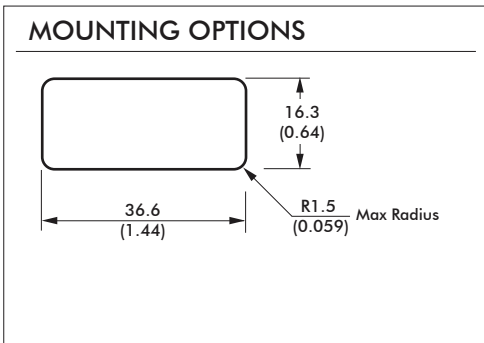 MOUNTING OPTIONS
16.3
(0.64)
36.6
(1.44)
R1.5
(0.059)
Max Radius